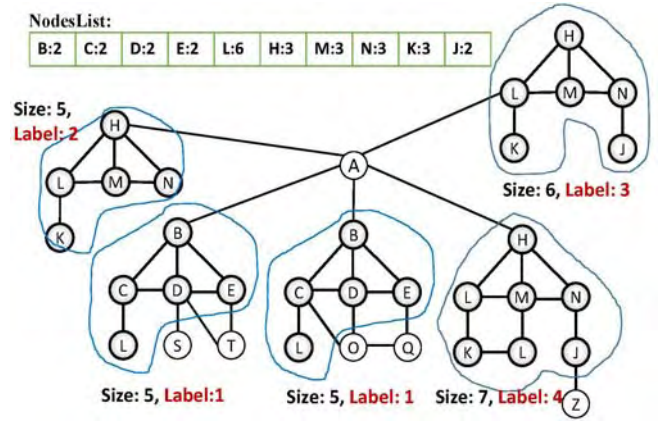 NodesList:
B:2 C:2 D:2 E:2 L:6 H:3 M:3 N:3 K:3 J:2
H
L M N
K J
Size: 6, Label: 3
Size: 5,
Label: 2
H
L M N
K
A
B
C D E
L S T
Size: 5, Label:1
B
C D E
L O Q
Size: 5, Label: 1
H
L M N
K L J
Size: 7, Label: 4
Z